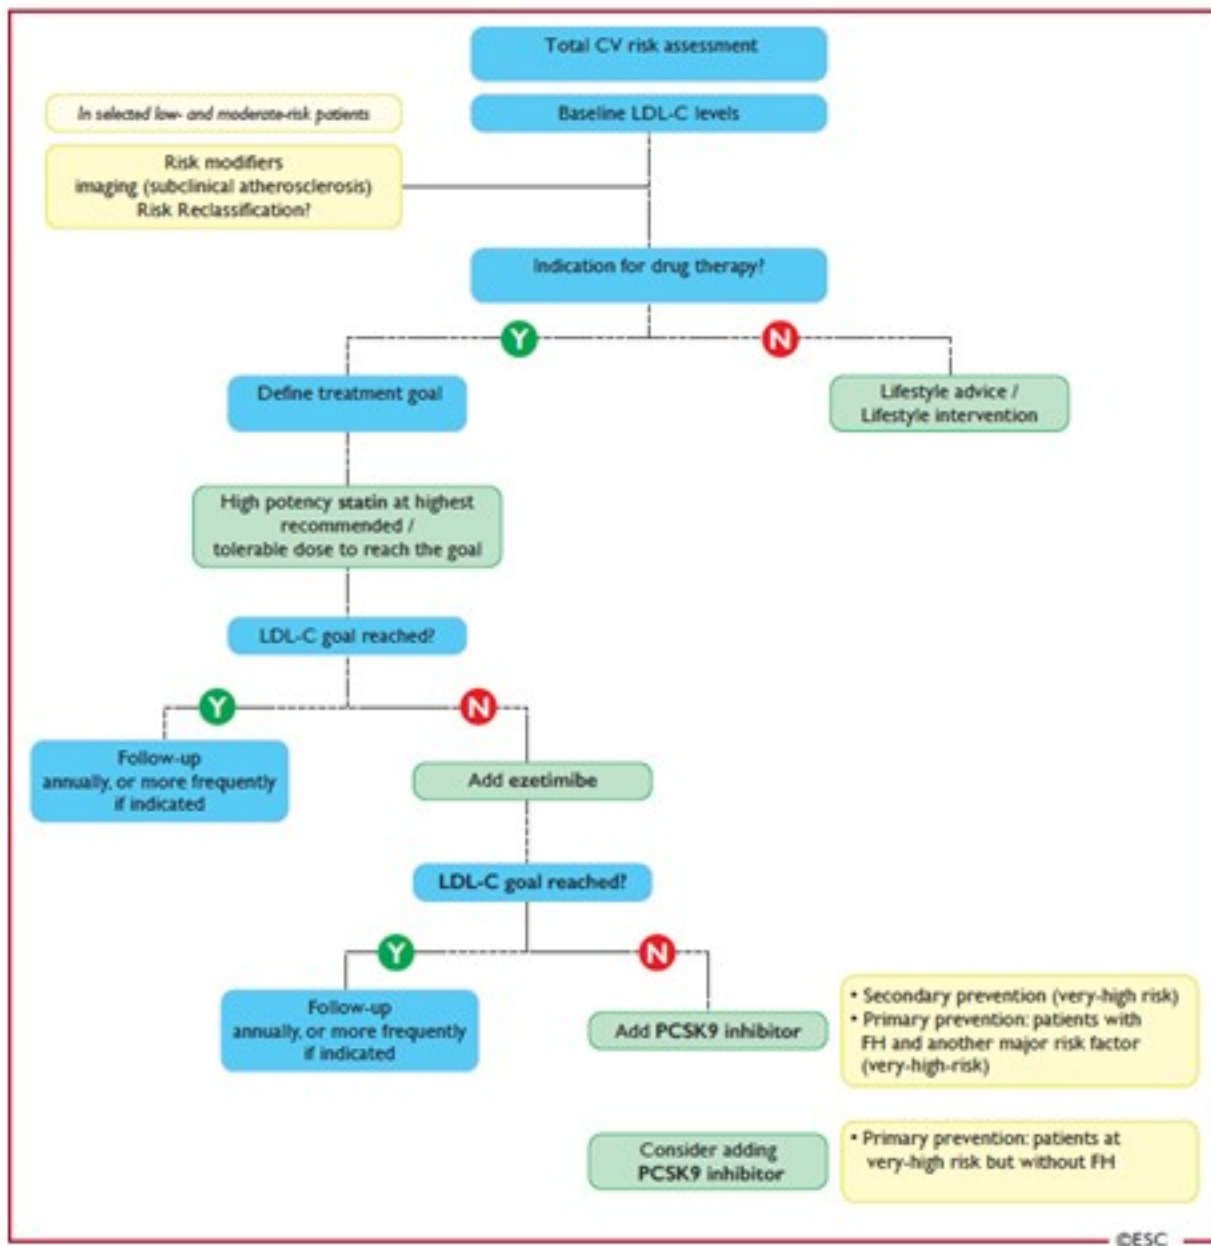 Total CV risk assessment
In selected low- and moderate-risk patients
Baseline LDL-C levels
Risk modifiers
imaging (subclinical atherosclerosis)
Risk Reclassification?
Indication for drug therapy?
Y
N
Define treatment goal
Lifestyle advice /
Lifestyle intervention
High potency statin at highest
recommended /
tolerable dose to reach the goal
LDL-C goal reached?
Y
N
Follow-up
annually, or more frequently
if indicated
Add ezetimibe
LDL-C goal reached?
Y
N
Follow-up
annually, or more frequently
if indicated
Add PCSK9 inhibitor
• Secondary prevention (very-high risk)
• Primary prevention: patients with
FH and another major risk factor
(very-high-risk)
Consider adding
PCSK9 inhibitor
• Primary prevention: patients at
very-high risk but without FH
©ESC